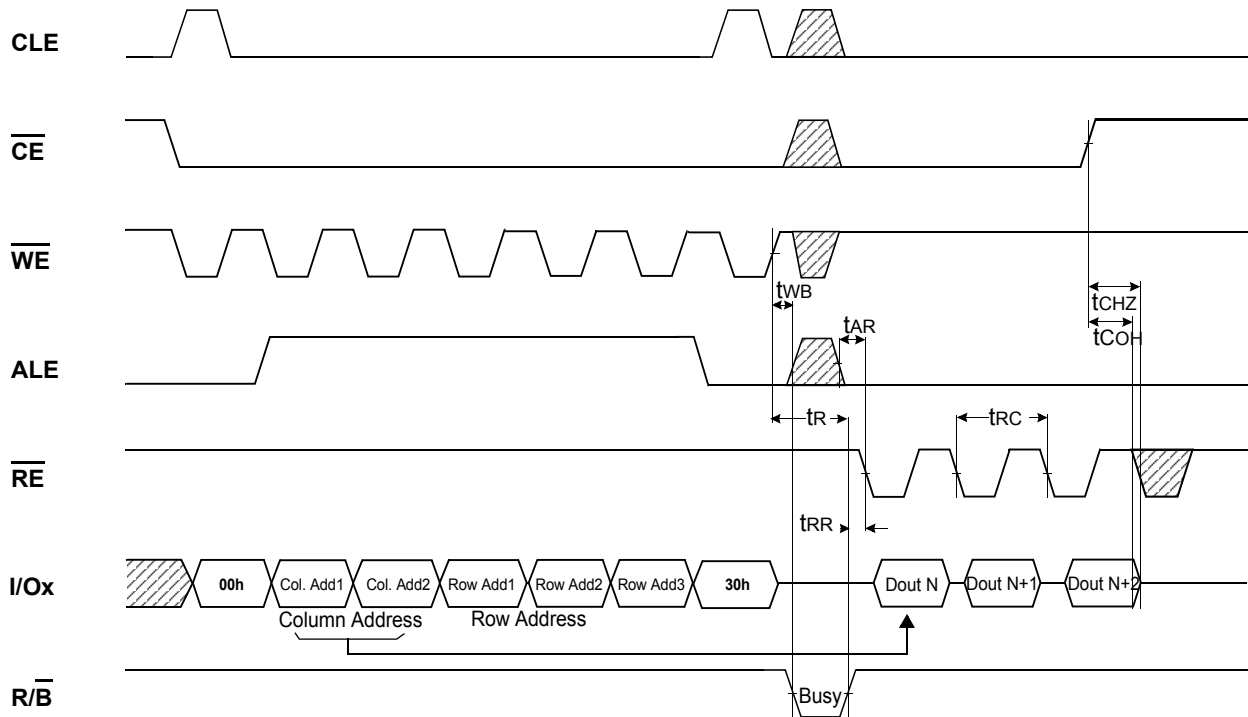 CLE
CE
WE
tWB
tCHZ
tAR
tCOH
ALE
tR
tRC
RE
tRR
I/Ox
00h
Col. Add1
Col. Add2
Row Add1
Row Add2
Row Add3
30h
Dout N
Dout N+1
Dout N+2
Column Address
Row Address
R/B
Busy